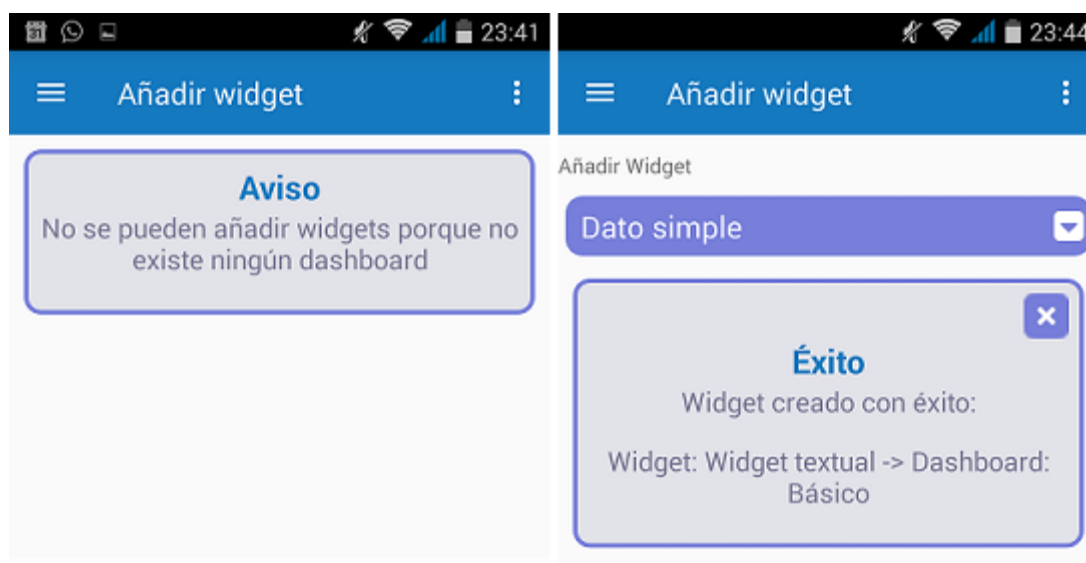 31
23:41
Añadir widget
Aviso
No se pueden añadir widgets porque no
existe ningún dashboard
23:44
Añadir widget
Añadir Widget
Dato simple
Éxito
Widget creado con éxito:
Widget: Widget textual -> Dashboard:
Básico